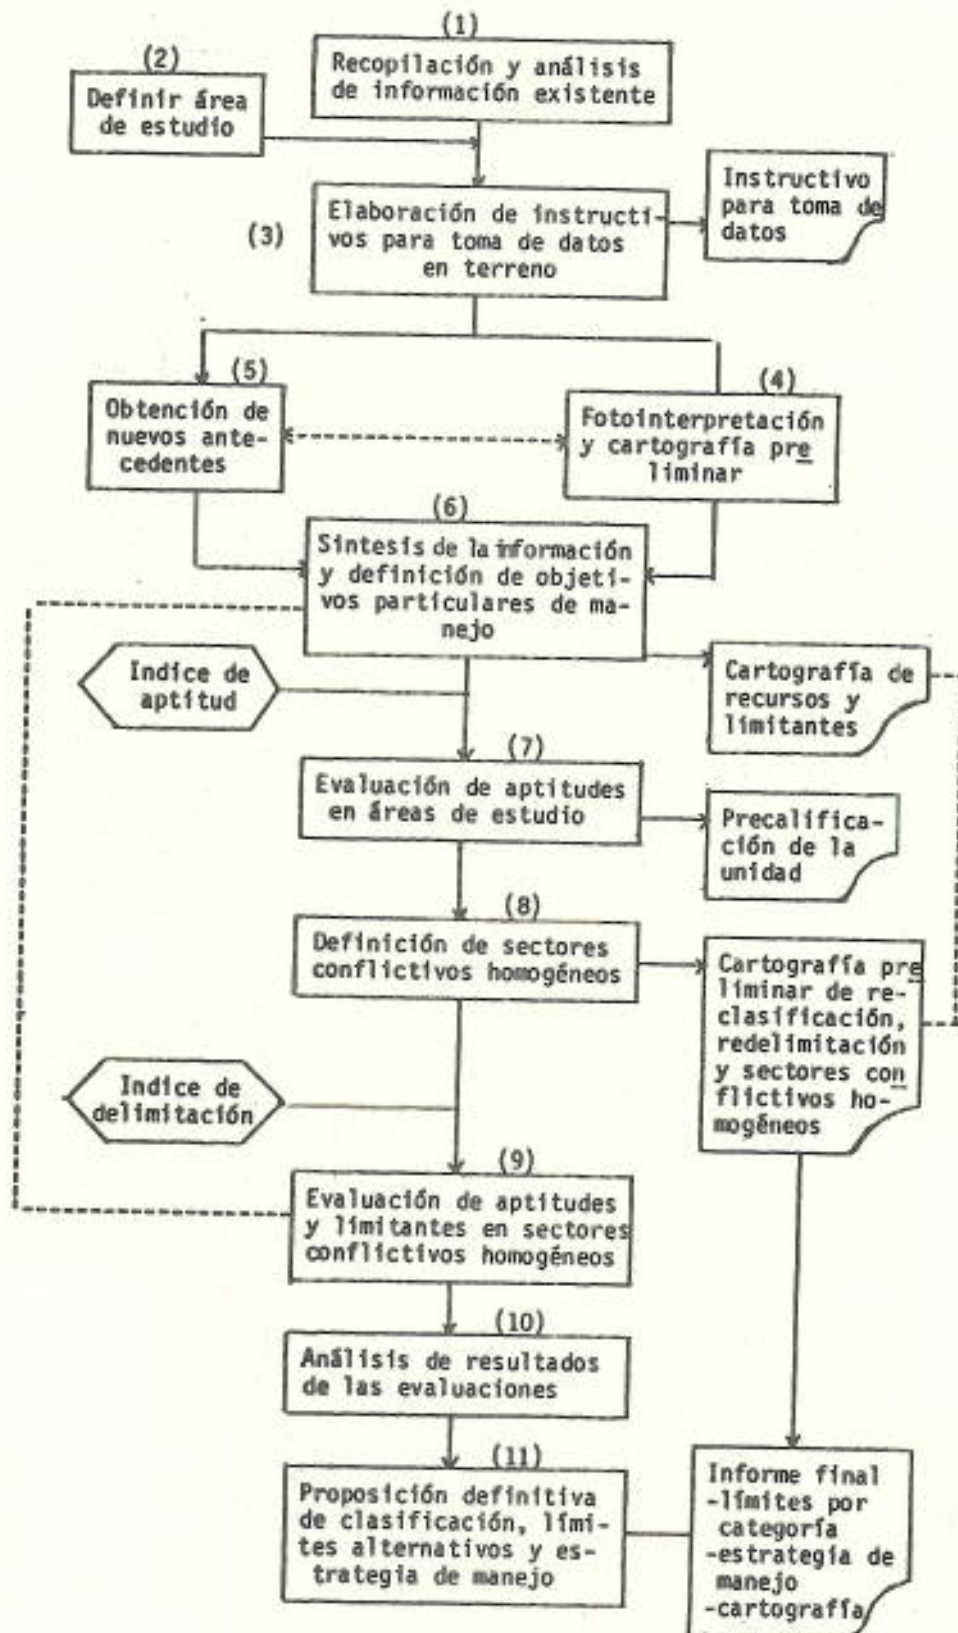 (1)
Recopilación y análisis
de información existente
(2)
Definir área
de estudio
(3)
Elaboración de instructi-
vos para toma de datos
en terreno
Instructivo
para toma de
datos
(5)
Obtención de
nuevos ante-
cedentes
(4)
Fotointerpretación
y cartografía pre
liminar
(6)
Síntesis de la información
y definición de objeti-
vos particulares de ma-
nejo
Indice de
aptitud
Cartografía de
recursos y
limitantes
(7)
Evaluación de aptitudes
en áreas de estudio
Precalifica-
ción de la
unidad
(8)
Definición de sectores
conflictivos homogéneos
Cartografía pre
liminar de re-
clasificación,
redelimitación
y sectores con
flictivos ho-
mogéneos
Indice de
delimitación
(9)
Evaluación de aptitudes
y limitantes en sectores
conflictivos homogéneos
(10)
Análisis de resultados
de las evaluaciones
(11)
Proposición definitiva
de clasificación, lími-
tes alternativos y es-
trategia de manejo
Informe final
-límites por
categoría
-estrategia de
manejo
-cartografía